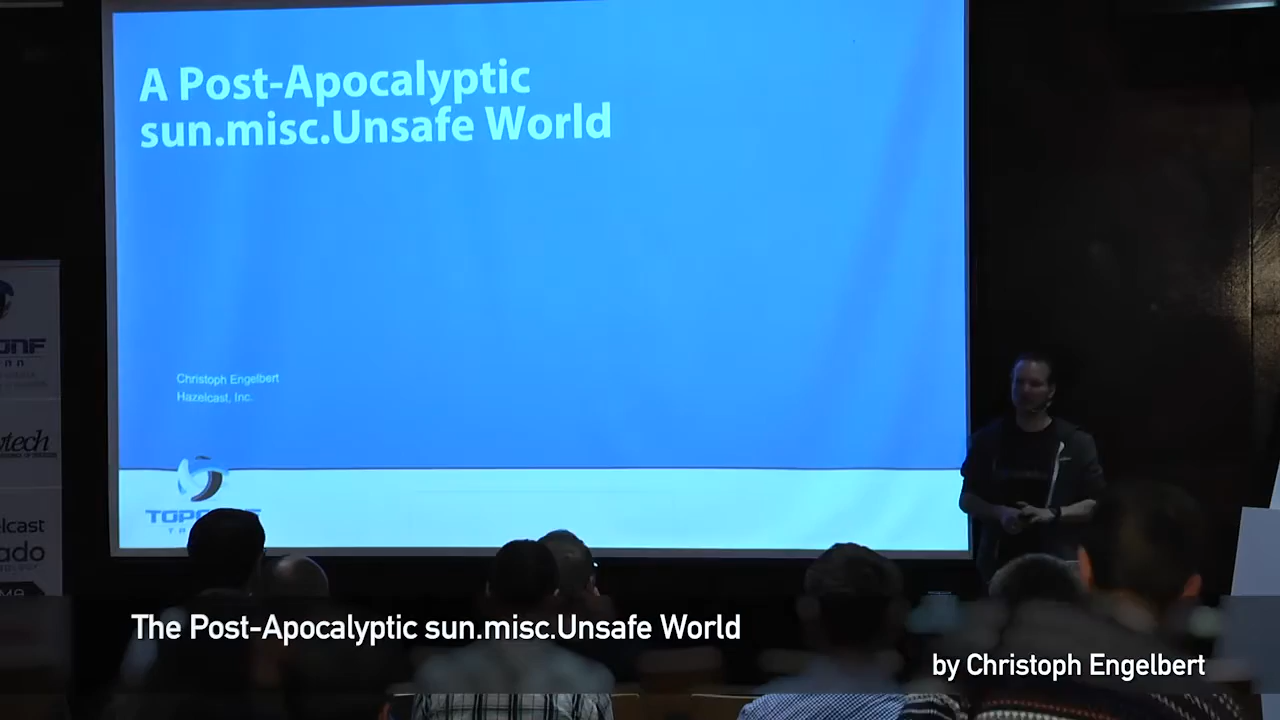 A Post-Apocalyptic
sun.misc.Unsafe World
Christoph Engelbert
Hazelcast, Inc.
The Post-Apocalyptic sun.misc.Unsafe World
by Christoph Engelbert